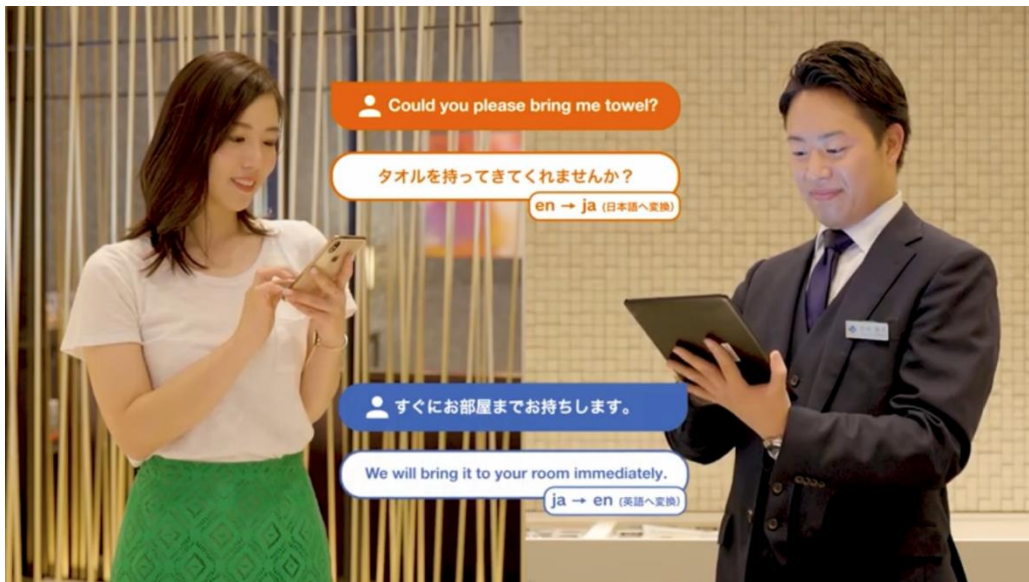 Could you please bring me towel?
タオルを持ってきてくれませんか？
en → ja (日本語へ変換)
すぐにお部屋までお持ちします。
We will bring it to your room immediately.
ja → en (英語へ変換)